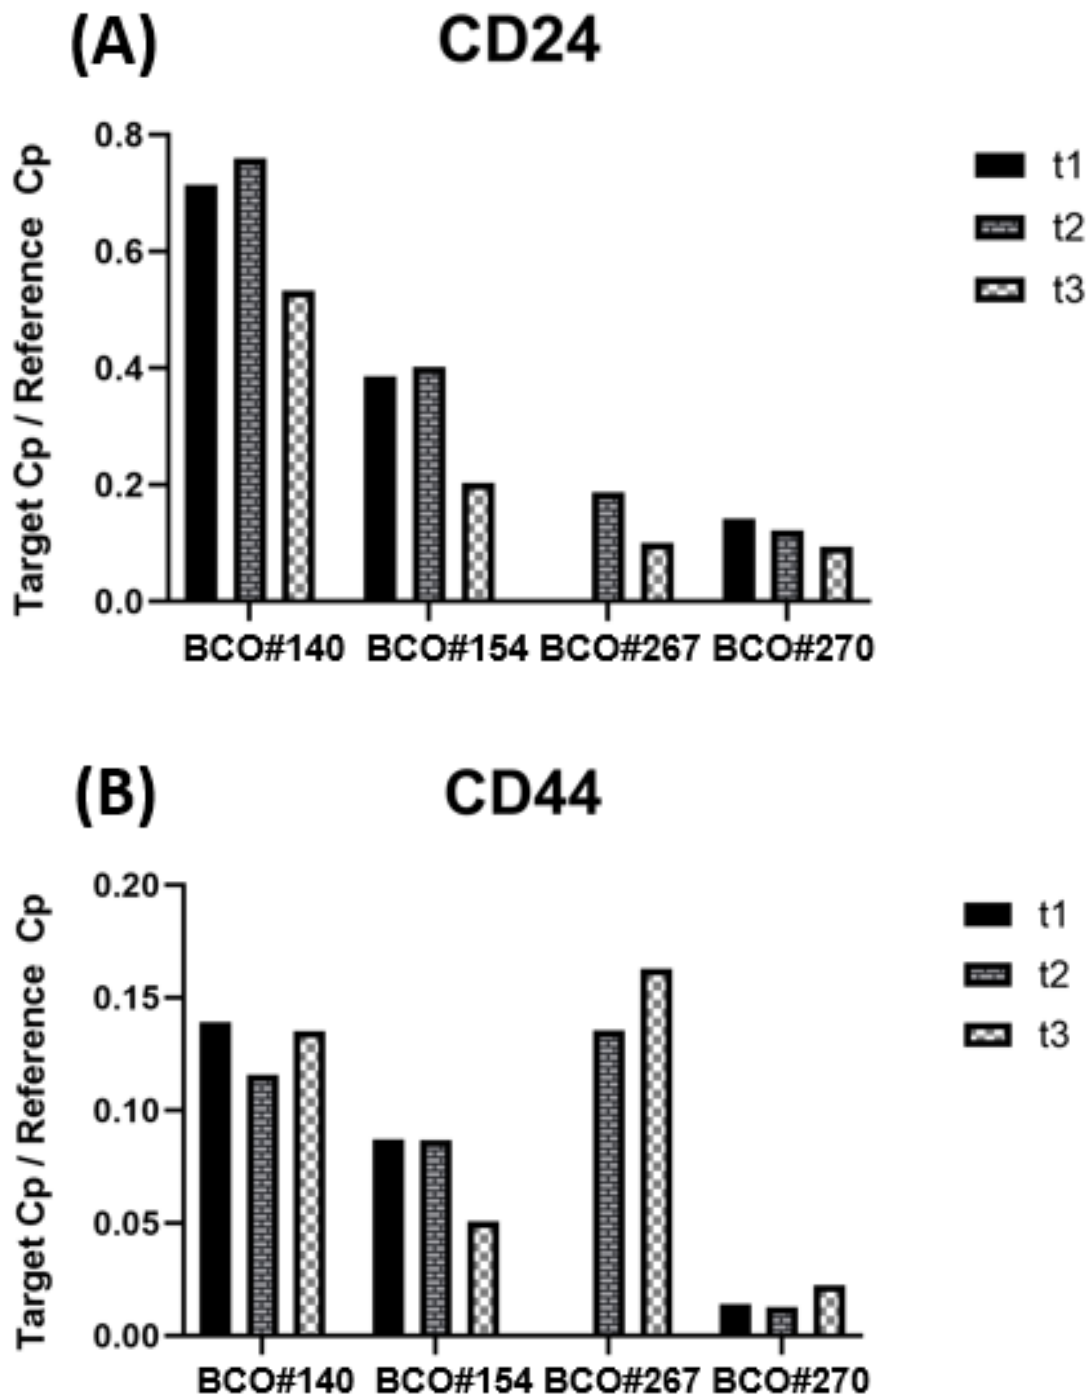 (A) CD24
Target Cp / Reference Cp
0.8
0.6
0.4
0.2
0.0
BCO#140 BCO#154 BCO#267 BCO#270
t1
t2
t3
(B) CD44
Target Cp / Reference Cp
0.20
0.15
0.10
0.05
0.00
BCO#140 BCO#154 BCO#267 BCO#270
t1
t2
t3